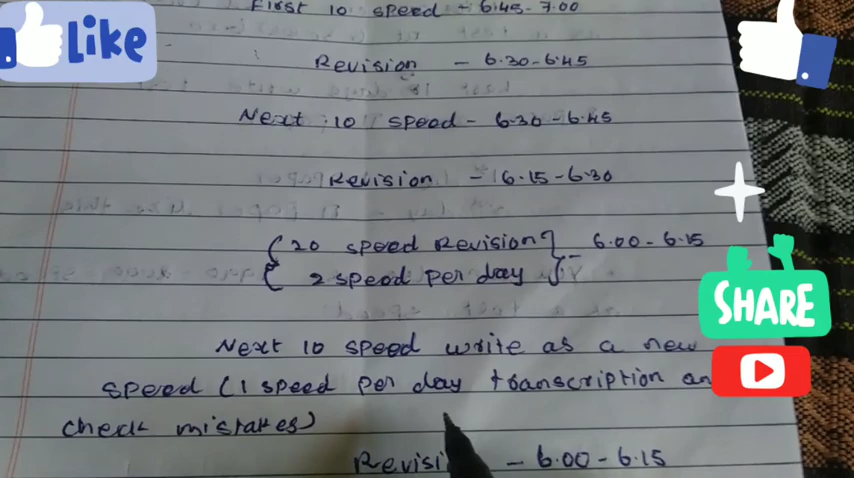 First 10 speed - 6.45-7.00
Like
Revision - 6.30-6.45
Next 10 speed - 6.30-6.45
Revision - 6.15-6.30
{ 20 speed Revision } - 6.00-6.15
{ 2 speed per day }
SHARE
Next 10 speed write as a new
speed (1 speed per day transcription an
check mistakes)
Revisi - 6.00-6.15